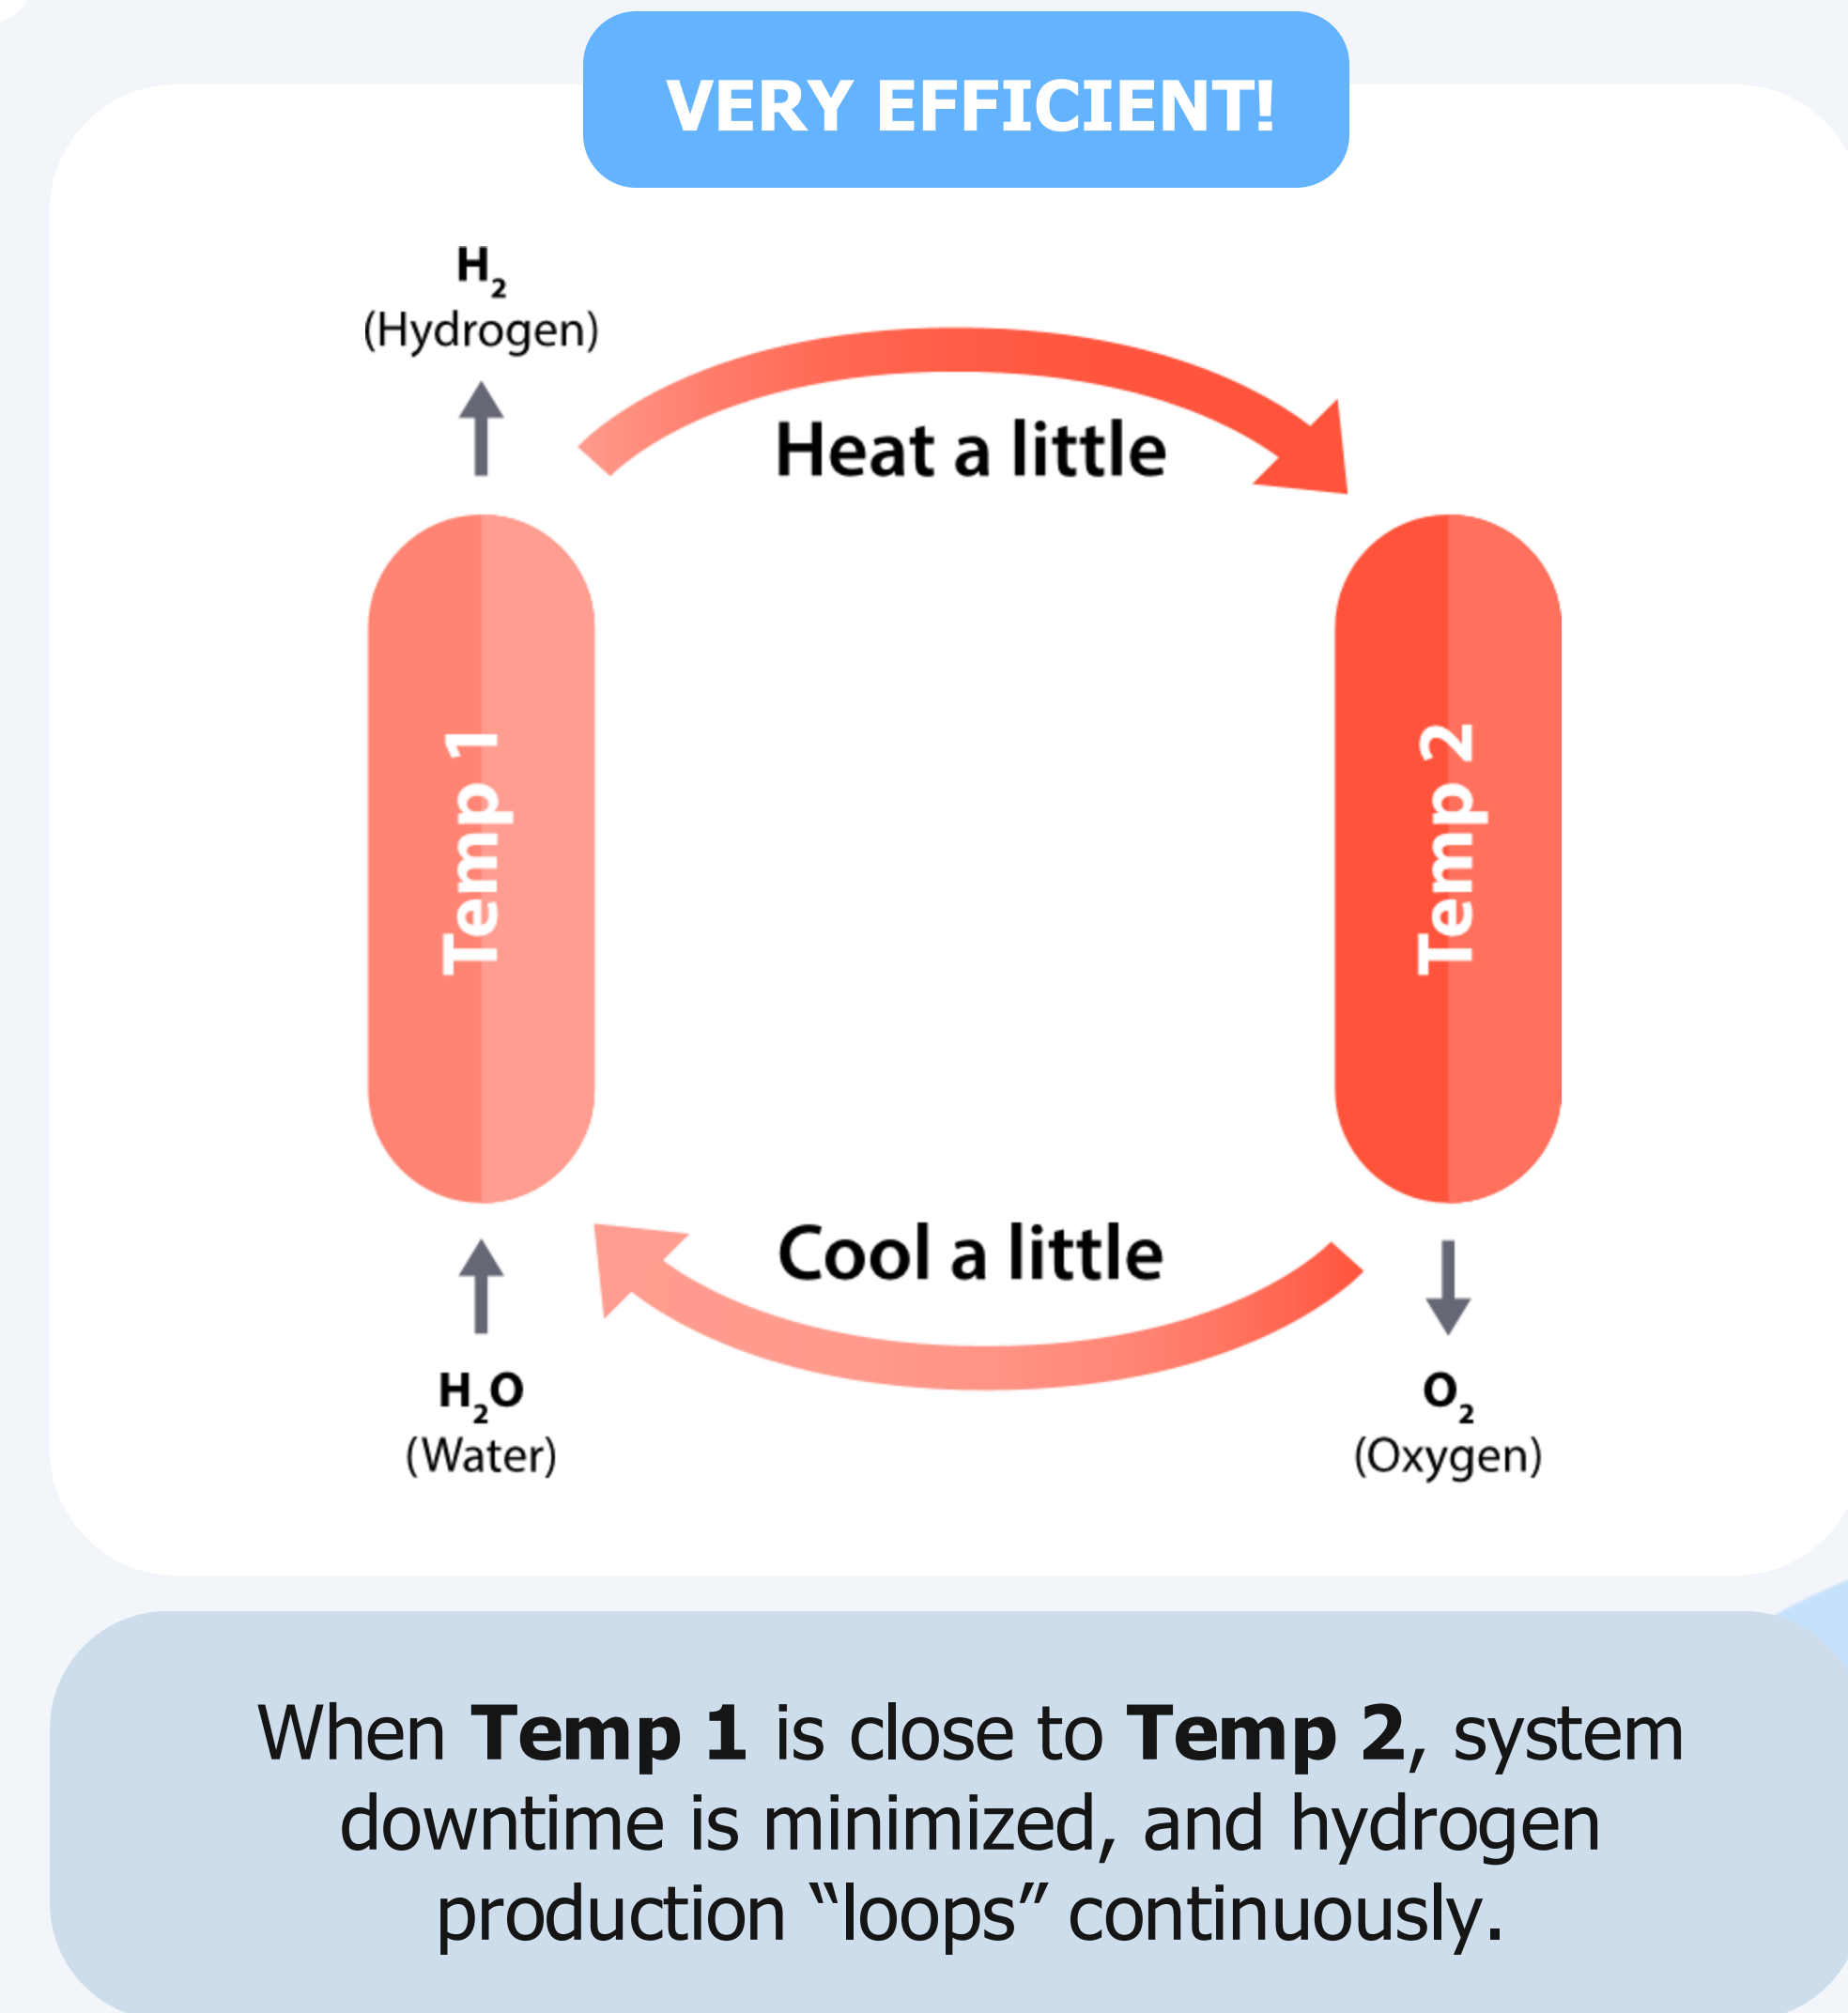 VERY EFFICIENT!
H₂
(Hydrogen)
Heat a little
Temp 1
Temp 2
Cool a little
H₂O
(Water)
O₂
(Oxygen)
When Temp 1 is close to Temp 2, system
downtime is minimized, and hydrogen
production “loops” continuously.